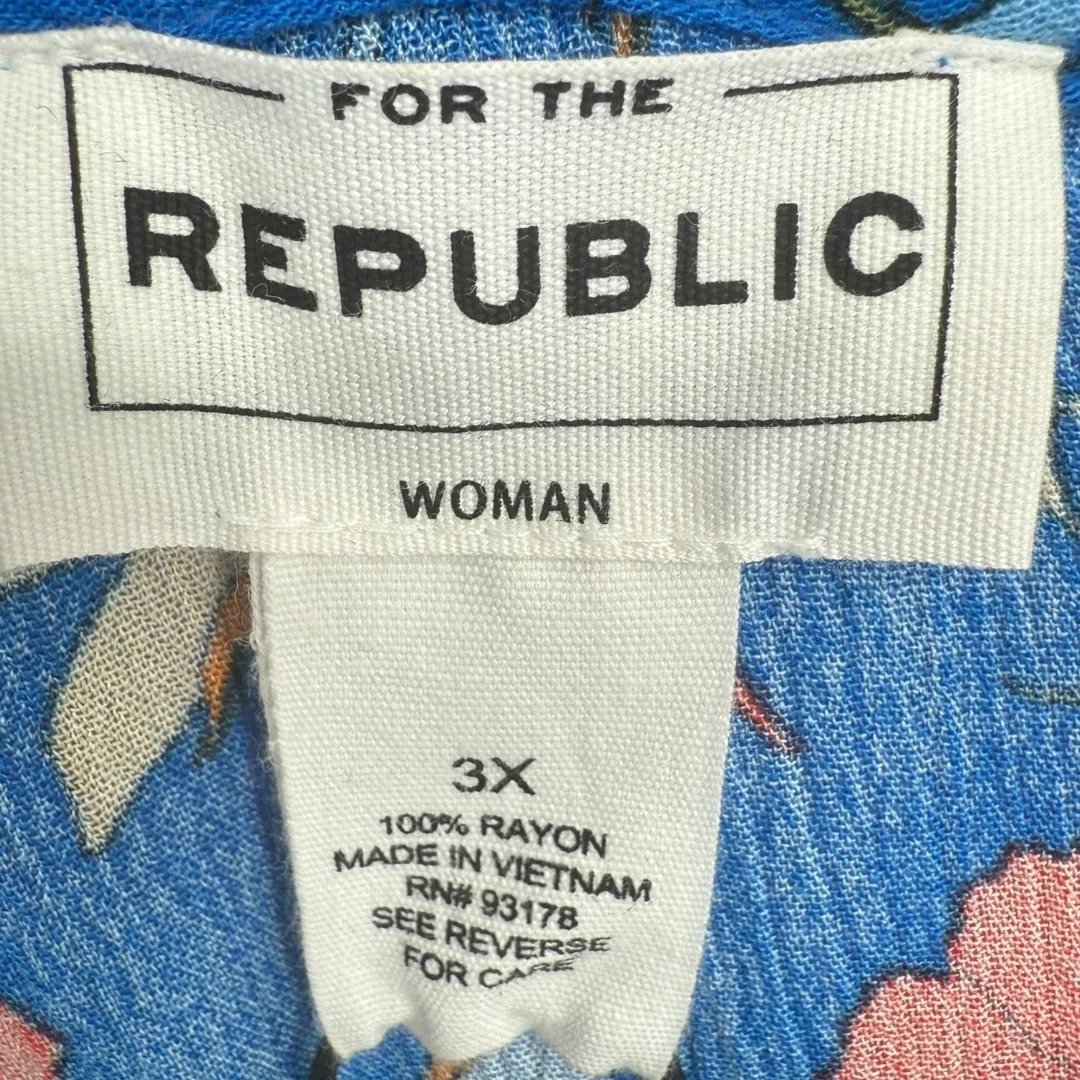 FOR THE
REPUBLIC
WOMAN
3X
100% RAYON
MADE IN VIETNAM
RN# 93178
SEE REVERSE
FOR CARE